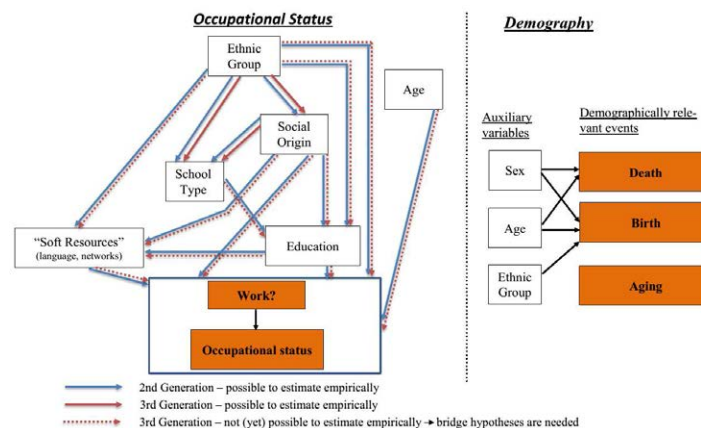 Occupational Status
Ethnic
Group
Age
Social
Origin
School
Type
"Soft Resources"
(language, networks)
Education
Work?
Occupational status
2nd Generation – possible to estimate empirically
3rd Generation – possible to estimate empirically
3rd Generation – not (yet) possible to estimate empirically → bridge hypotheses are needed
Demography
Auxiliary
variables
Demographically rele-
vant events
Sex
Death
Age
Birth
Ethnic
Group
Aging